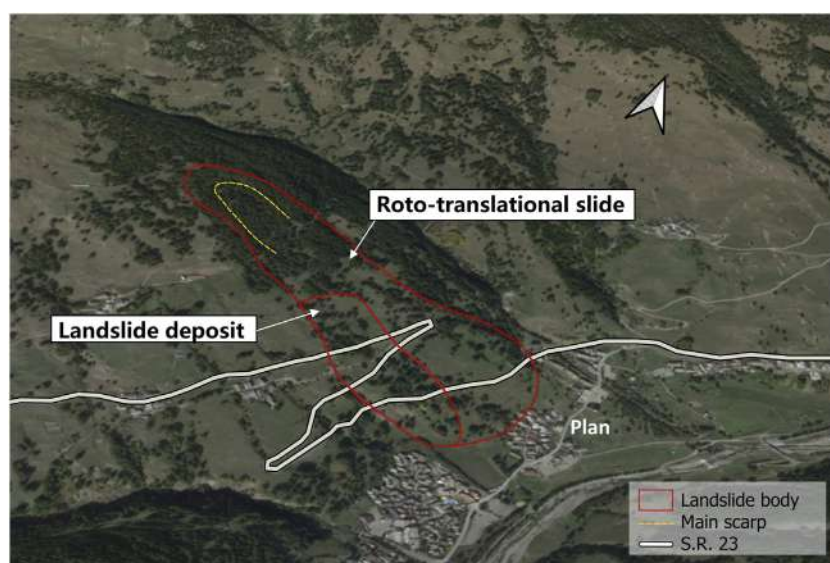 Roto-translational slide
Landslide deposit
Plan
Landslide body
Main scarp
S.R. 23